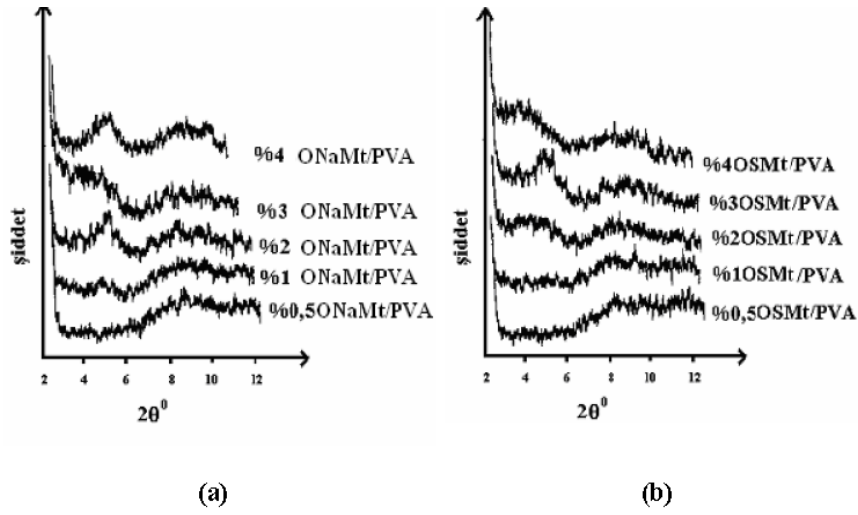 şiddet
%4 ONaMt/PVA
%3 ONaMt/PVA
%2 ONaMt/PVA
%1 ONaMt/PVA
%0,5ONaMt/PVA
2 4 6 8 10 12
2θ⁰
(a)
şiddet
%4OSMt/PVA
%3OSMt/PVA
%2OSMt/PVA
%1OSMt/PVA
%0,5OSMt/PVA
2 4 6 8 10 12
2θ⁰
(b)